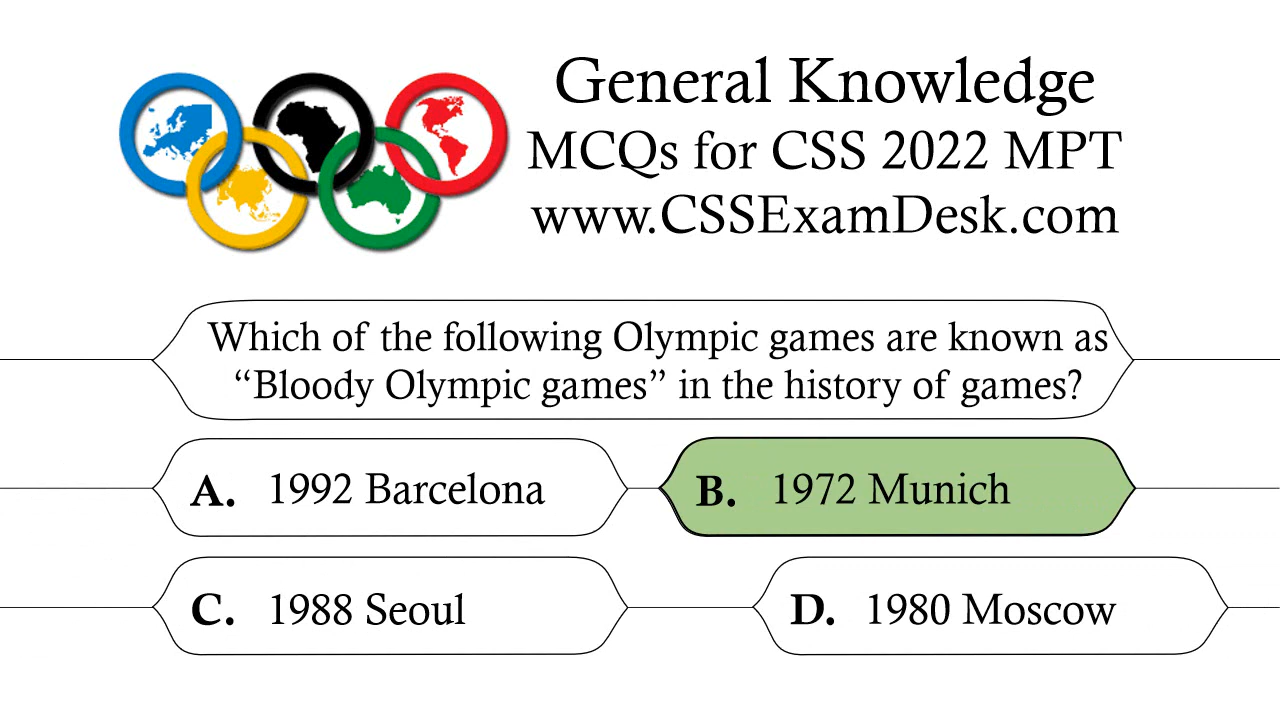 General Knowledge
MCQs for CSS 2022 MPT
www.CSSExamDesk.com
Which of the following Olympic games are known as
“Bloody Olympic games” in the history of games?
A. 1992 Barcelona
B. 1972 Munich
C. 1988 Seoul
D. 1980 Moscow